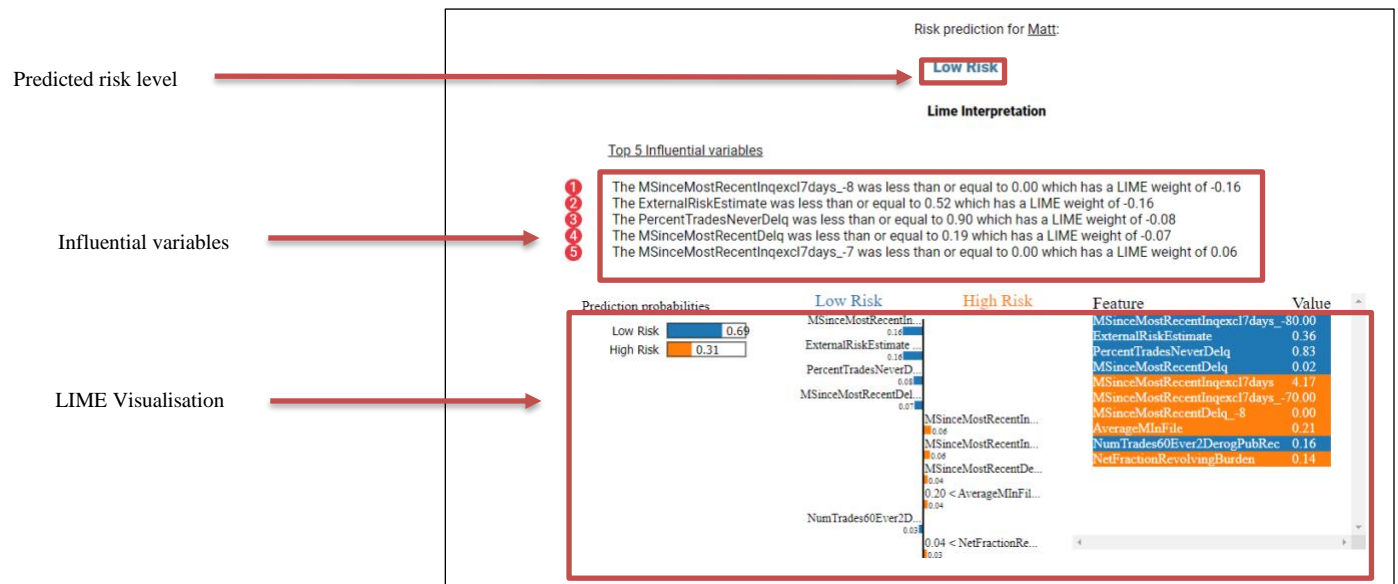 Risk prediction for Matt:
Predicted risk level
Low Risk
Lime Interpretation
Top 5 Influential variables
1 The MSinceMostRecentInqexcl7days_-8 was less than or equal to 0.00 which has a LIME weight of -0.16
2 The ExternalRiskEstimate was less than or equal to 0.52 which has a LIME weight of -0.16
3 The PercentTradesNeverDelq was less than or equal to 0.90 which has a LIME weight of -0.08
4 The MSinceMostRecentDelq was less than or equal to 0.19 which has a LIME weight of -0.07
5 The MSinceMostRecentInqexcl7days_-7 was less than or equal to 0.00 which has a LIME weight of 0.06
Influential variables
Prediction probabilities
Low Risk 0.69
High Risk 0.31
LIME Visualisation
Low Risk High Risk
MSinceMostRecentIn...
0.16
ExternalRiskEstimate ...
0.16
PercentTradesNeverD...
0.08
MSinceMostRecentDel...
0.07
MSinceMostRecentIn...
0.06
MSinceMostRecentIn...
0.06
MSinceMostRecentDe...
0.04
0.20 < AverageMInFil...
0.04
NumTrades60Ever2D...
0.03
0.04 < NetFractionRe...
0.03
Feature Value
MSinceMostRecentInqexcl7days_-80.00
ExternalRiskEstimate 0.36
PercentTradesNeverDelq 0.83
MSinceMostRecentDelq 0.02
MSinceMostRecentInqexcl7days 4.17
MSinceMostRecentInqexcl7days_-70.00
MSinceMostRecentDelq_-8 0.00
AverageMInFile 0.21
NumTrades60Ever2DerogPubRec 0.16
NetFractionRevolvingBurden 0.14